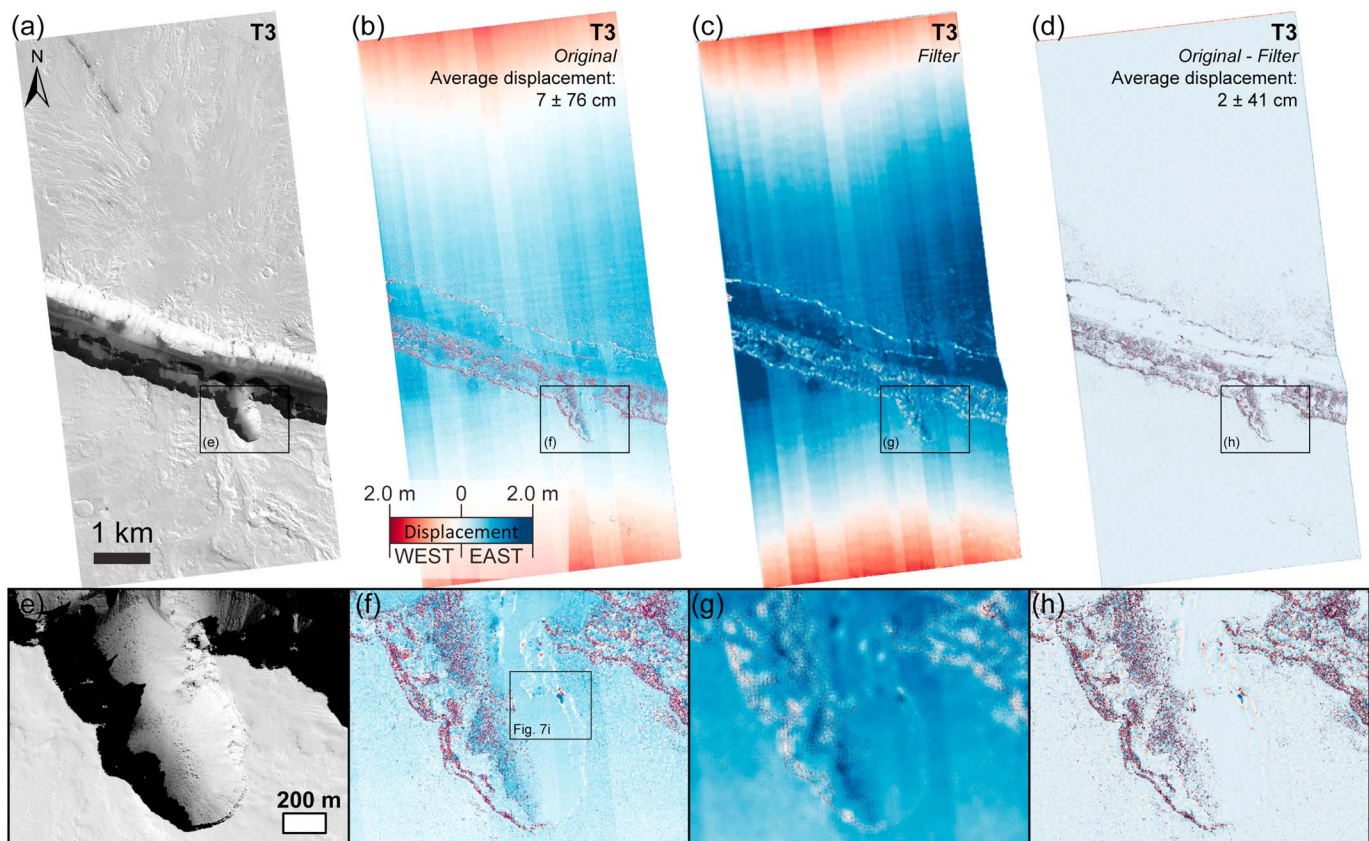 (a)
T3
N
(e)
1 km
(b)
T3
Original
Average displacement:
7 ± 76 cm
(f)
2.0 m 0 2.0 m
Displacement
WEST EAST
(c)
T3
Filter
(g)
(d)
T3
Original - Filter
Average displacement:
2 ± 41 cm
(h)
(e)
200 m
(f)
Fig. 7i
(g)
(h)